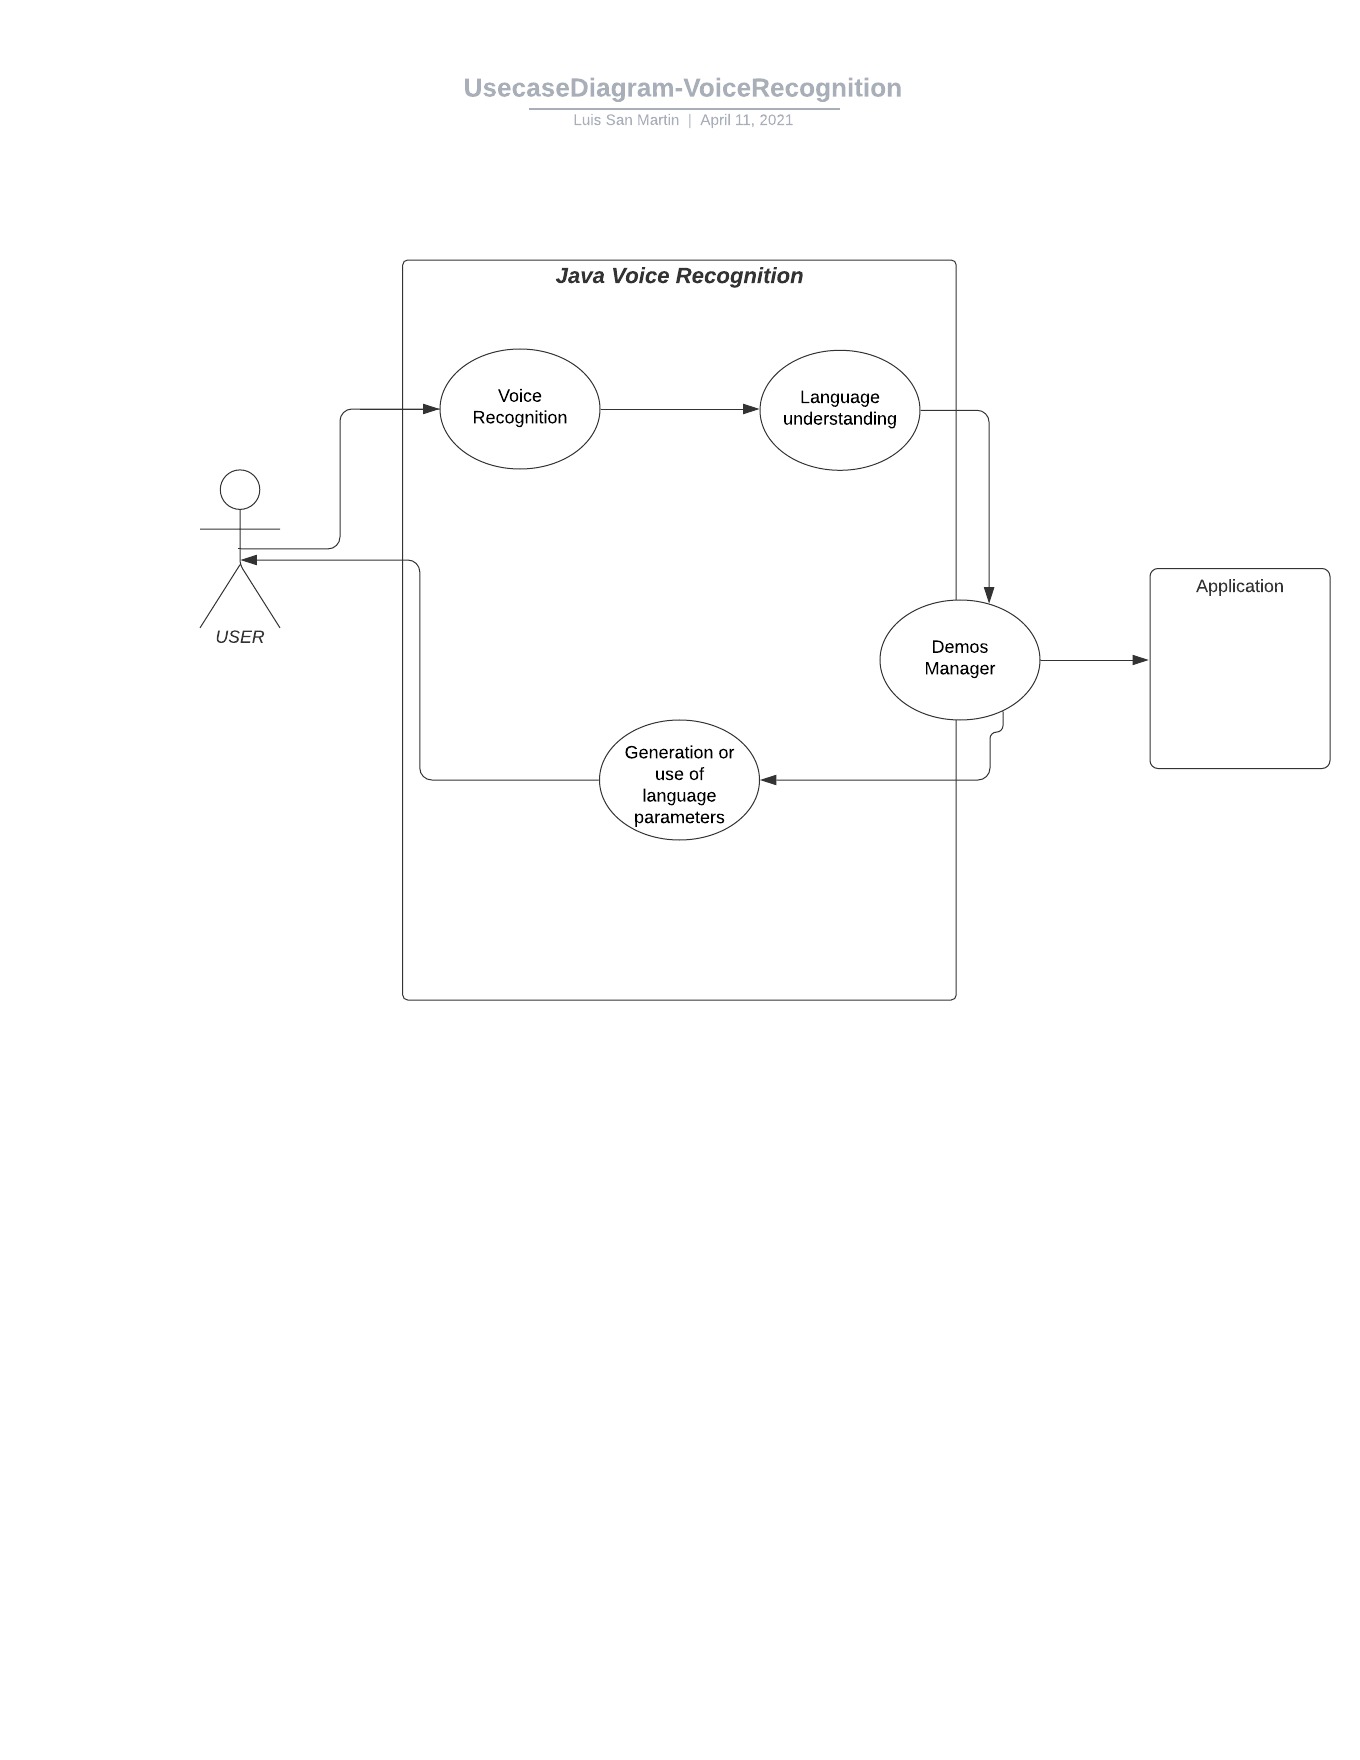 UsecaseDiagram-VoiceRecognition
Luis San Martin | April 11, 2021
Java Voice Recognition
Voice
Recognition
Language
understanding
USER
Application
Demos
Manager
Generation or
use of
language
parameters